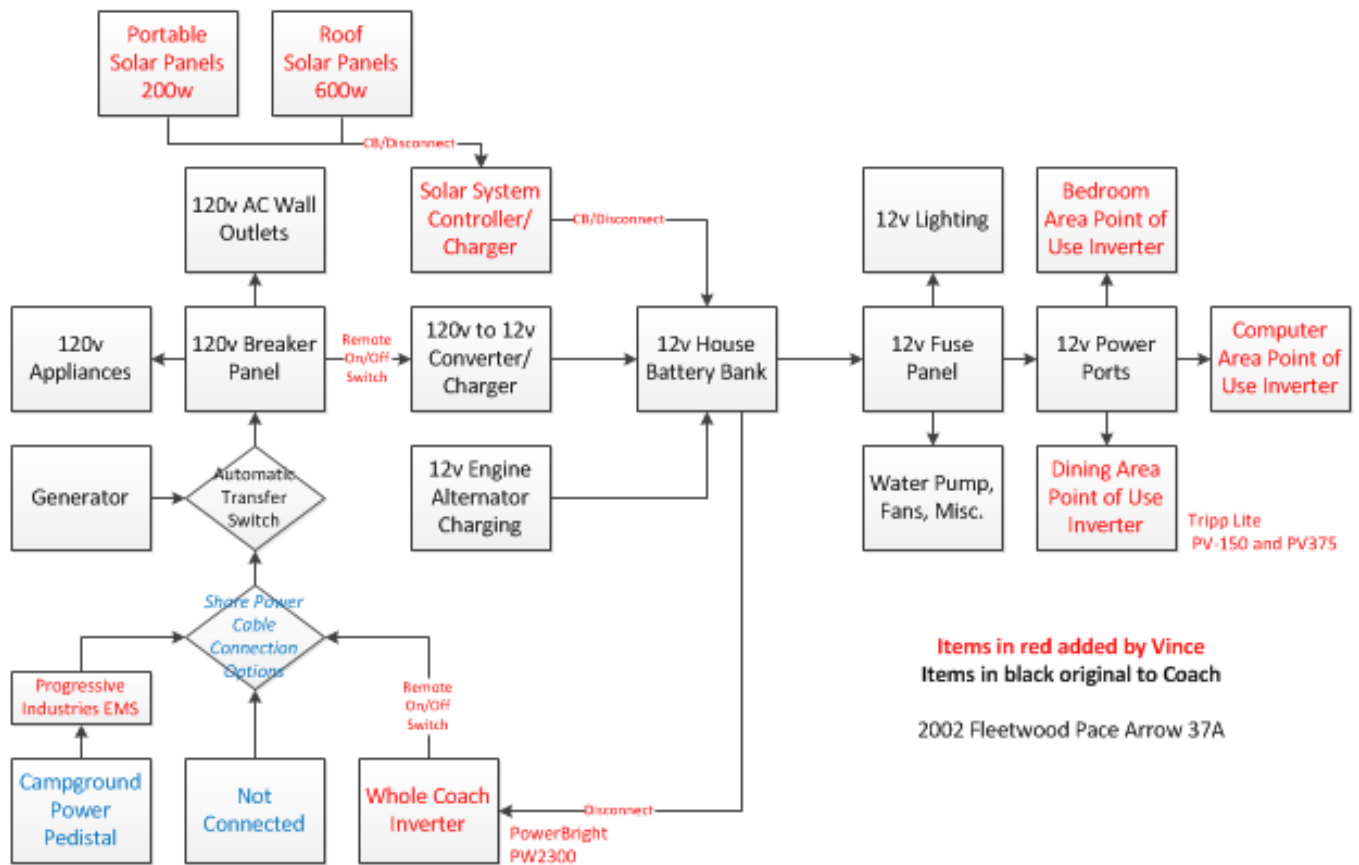 Portable
Solar Panels
200w
Roof
Solar Panels
600w
CB/Disconnect
120v AC Wall
Outlets
Solar System
Controller/
Charger
CB/Disconnect
12v Lighting
Bedroom
Area Point of
Use Inverter
120v
Appliances
120v Breaker
Panel
Remote
On/Off
Switch
120v to 12v
Converter/
Charger
12v House
Battery Bank
12v Fuse
Panel
12v Power
Ports
Computer
Area Point of
Use Inverter
Generator
Automatic
Transfer
Switch
12v Engine
Alternator
Charging
Water Pump,
Fans, Misc.
Dining Area
Point of Use
Inverter
Tripp Lite
PV-150 and PV375
Shore Power
Cable
Connection
Options
Progressive
Industries EMS
Remote
On/Off
Switch
Items in red added by Vince
Items in black original to Coach
2002 Fleetwood Pace Arrow 37A
Campground
Power
Pedistal
Not
Connected
Whole Coach
Inverter
Disconnect
PowerBright
PW2300